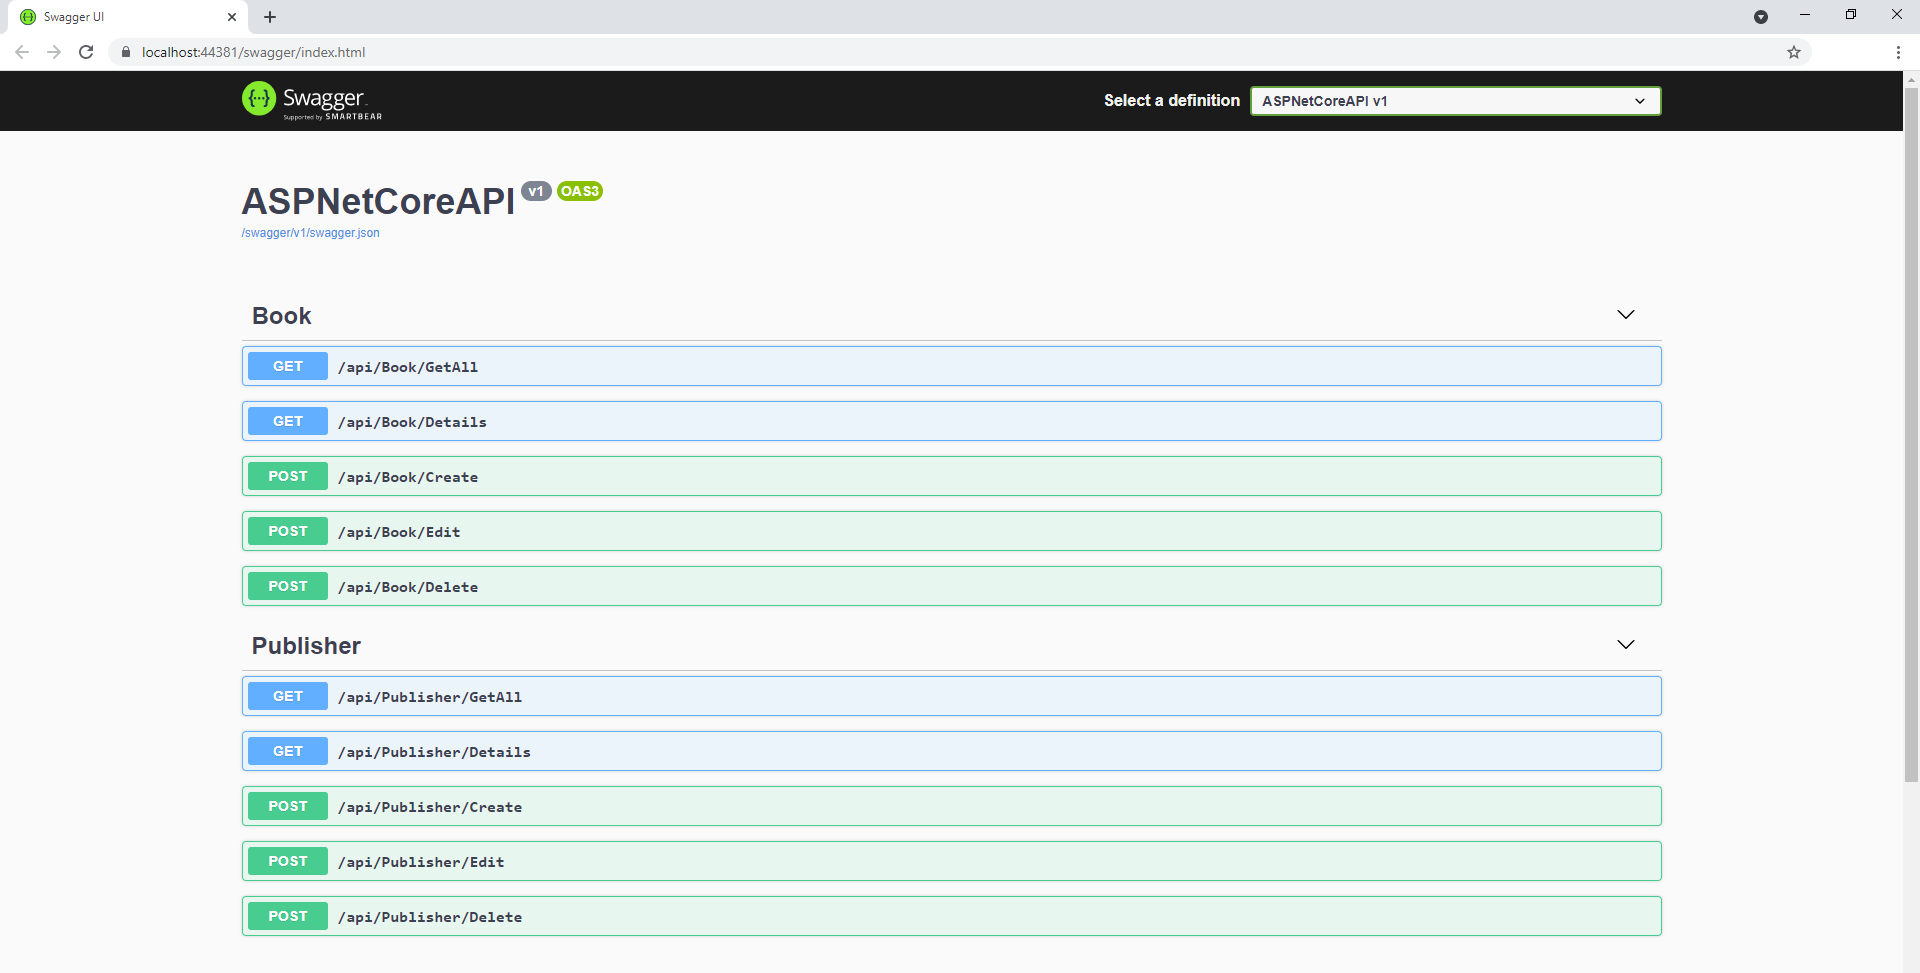 Swagger UI
localhost:44381/swagger/index.html
Swagger
Supported by SMARTBEAR
Select a definition
ASPNetCoreAPI v1
ASPNetCoreAPI v1 OAS3
/swagger/v1/swagger.json
Book
GET /api/Book/GetAll
GET /api/Book/Details
POST /api/Book/Create
POST /api/Book/Edit
POST /api/Book/Delete
Publisher
GET /api/Publisher/GetAll
GET /api/Publisher/Details
POST /api/Publisher/Create
POST /api/Publisher/Edit
POST /api/Publisher/Delete